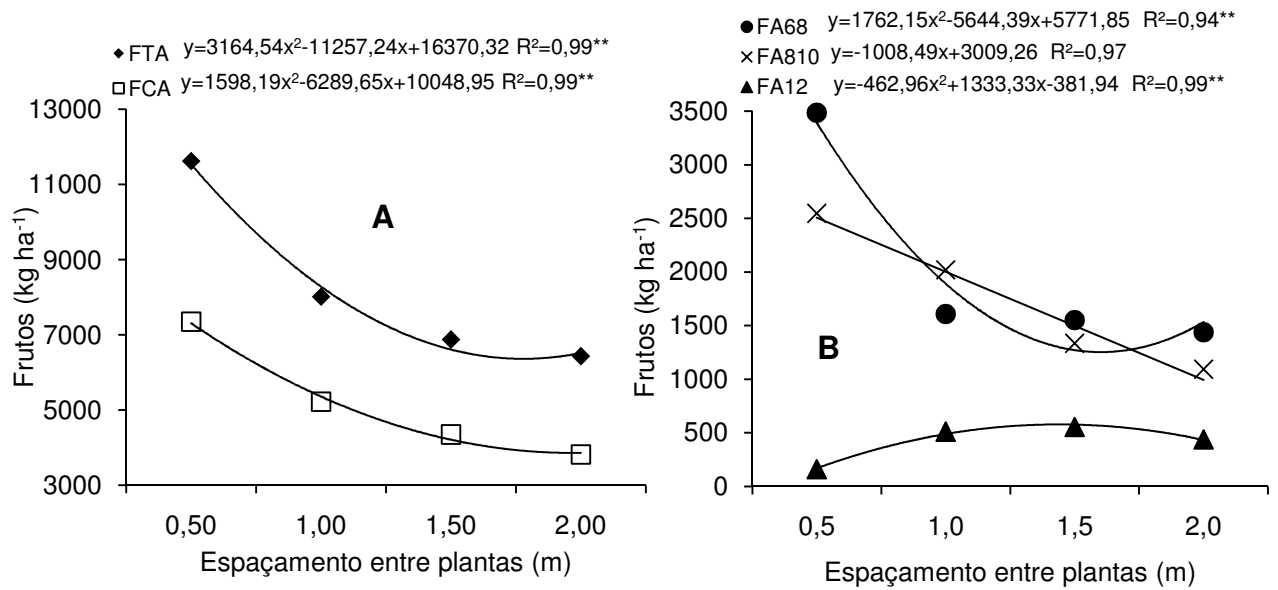 FTA y=3164,54x²-11257,24x+16370,32 R²=0,99**
FCA y=1598,19x²-6289,65x+10048,95 R²=0,99**
13000
11000
9000
7000
5000
3000
Frutos (kg ha⁻¹)
A
0,50 1,00 1,50 2,00
Espaçamento entre plantas (m)
FA68 y=1762,15x²-5644,39x+5771,85 R²=0,94**
FA810 y=-1008,49x+3009,26 R²=0,97
FA12 y=-462,96x²+1333,33x-381,94 R²=0,99**
3500
3000
2500
2000
1500
1000
500
0
Frutos (kg ha⁻¹)
B
0,5 1,0 1,5 2,0
Espaçamento entre plantas (m)